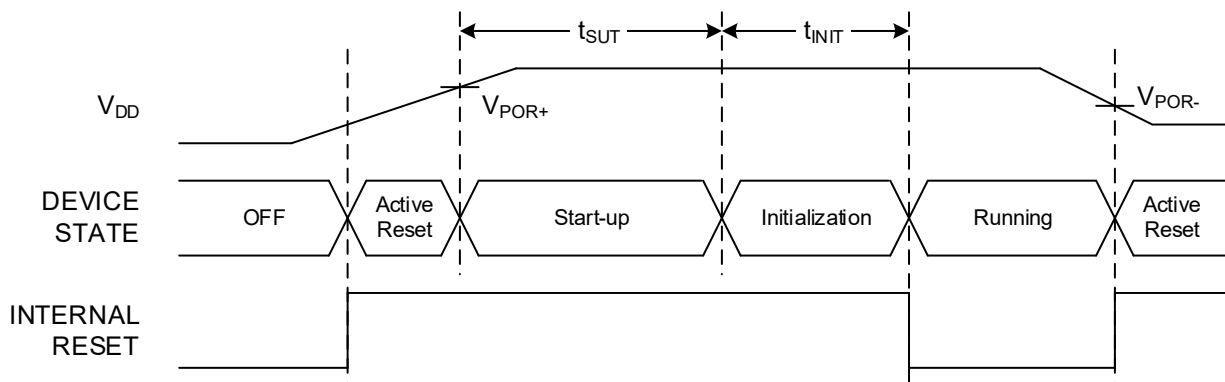 tSUT
tINIT
VDD
VPOR+
VPOR-
DEVICE
STATE
OFF
Active
Reset
Start-up
Initialization
Running
Active
Reset
INTERNAL
RESET